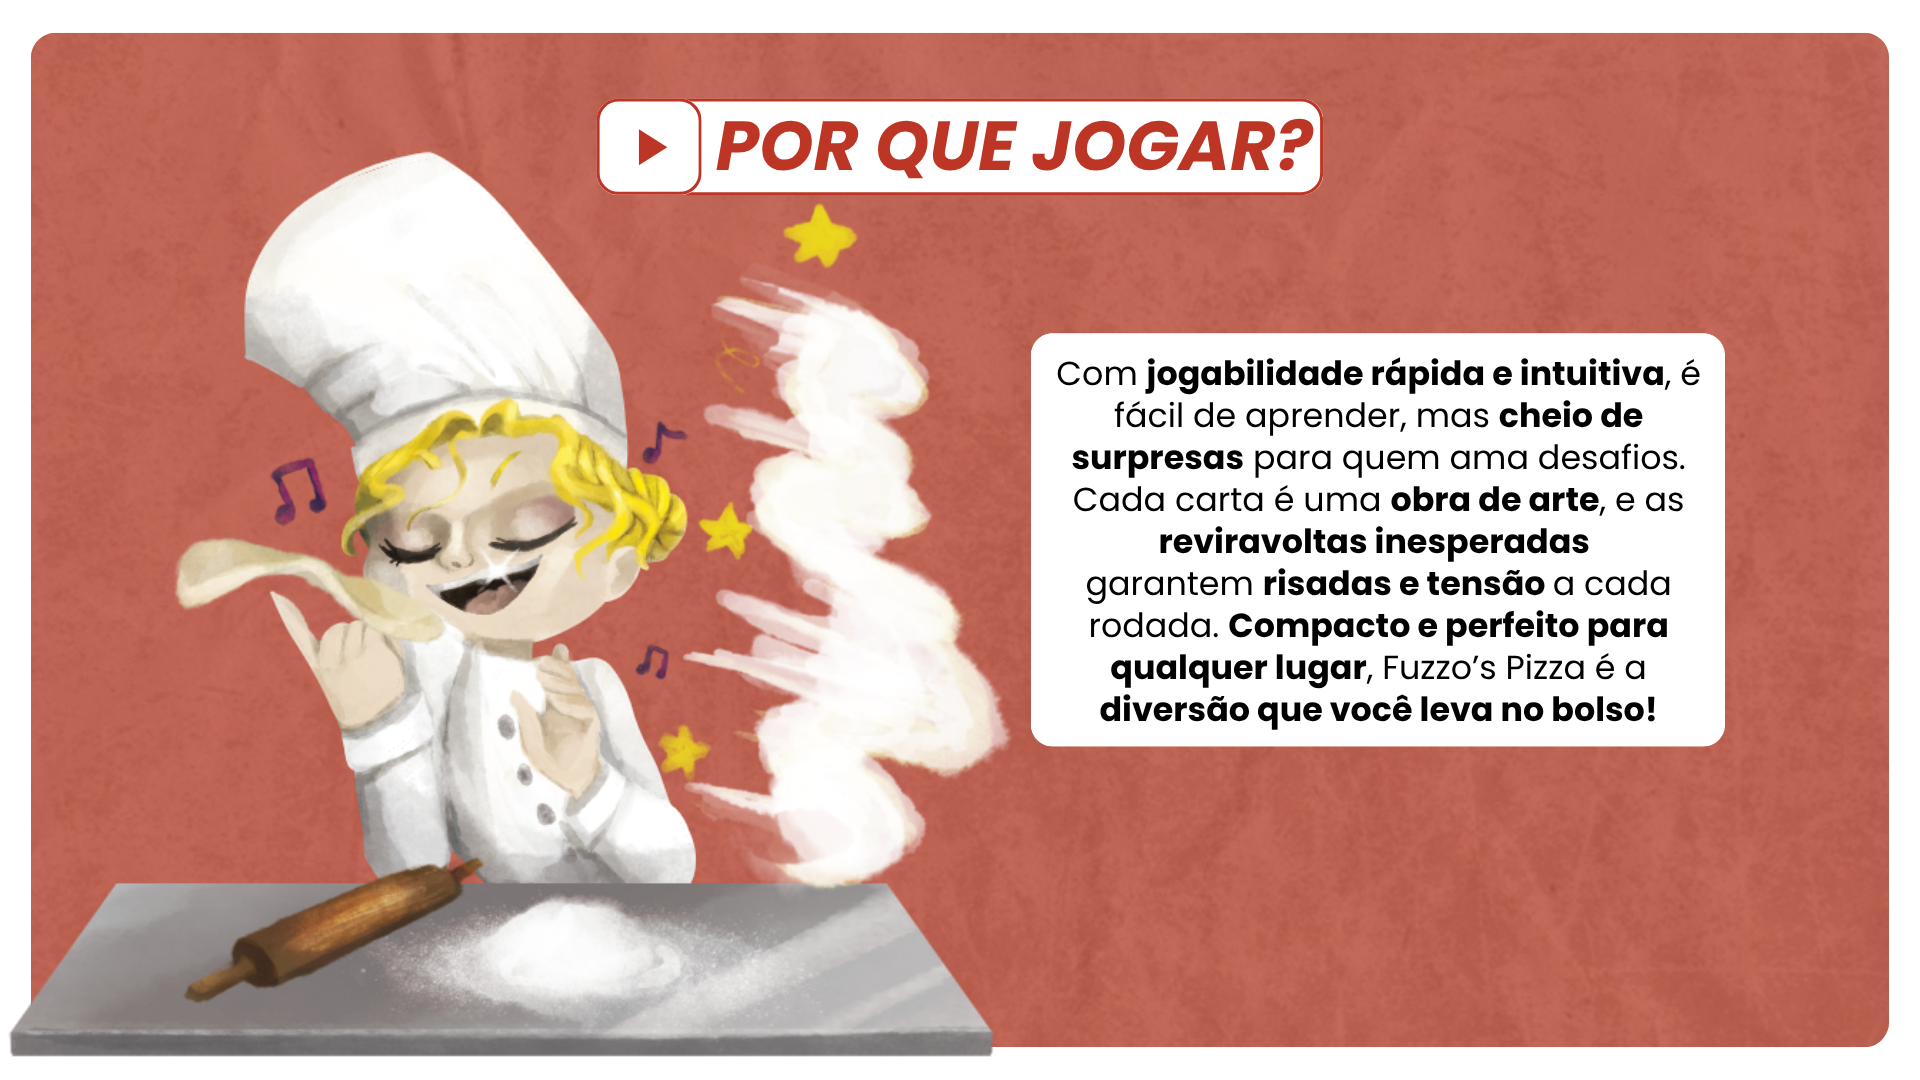 POR QUE JOGAR?
Com jogabilidade rápida e intuitiva, é
fácil de aprender, mas cheio de
surpresas para quem ama desafios.
Cada carta é uma obra de arte, e as
reviravoltas inesperadas
garantem risadas e tensão a cada
rodada. Compacto e perfeito para
qualquer lugar, Fuzzo’s Pizza é a
diversão que você leva no bolso!